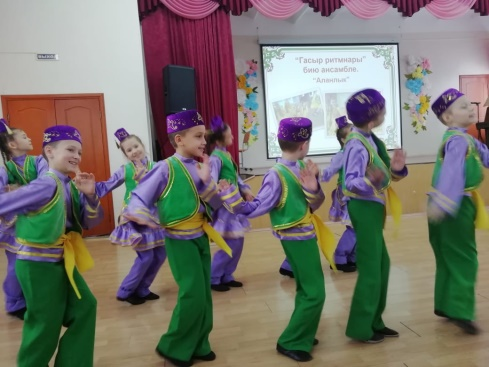 "Гасыр ритмнары"
бию ансамбле.
"Аланлык"